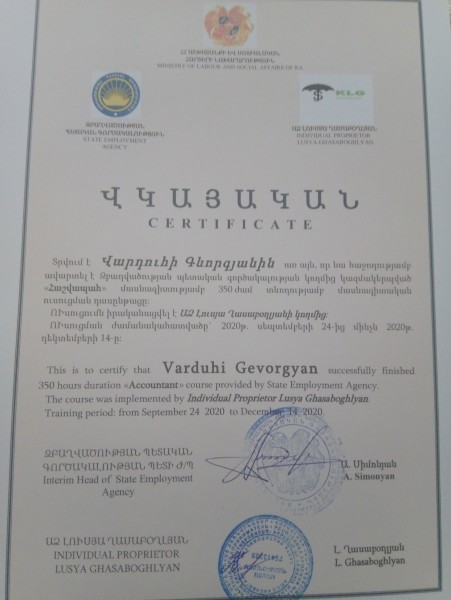 ՀՀ ԱՇԽԱՏԱՆՔԻ ԵՎ ՍՈՑԻԱԼԱԿԱՆ
ՀԱՐՑԵՐԻ ՆԱԽԱՐԱՐՈՒԹՅՈՒՆ
MINISTRY OF LABOUR AND SOCIAL AFFAIRS OF RA
ԶԲԱՂՎԱԾՈՒԹՅԱՆ
ՊԵՏԱԿԱՆ ԳՈՐԾԱԿԱԼՈՒԹՅՈՒՆ
STATE EMPLOYMENT
AGENCY
KLG
ԱՁ ԼՈՒՍՅԱ ՂԱՍԱԲՕՂԼՅԱՆ
INDIVIDUAL PROPRIETOR
LUSYA GHASABOGHLYAN
ՎԿԱՅԱԿԱՆ
CERTIFICATE
Տրվում է Վարդուհի Գևորգյանին առ այն, որ նա հաջողությամբ
ավարտել է Զբաղվածության պետական գործակալության կողմից կազմակերպված
«Հաշվապահ» մասնագիտությամբ 350 ժամ տևողությամբ մասնագիտական
ուսուցման դասընթացը:
Ուսուցումն իրականացվել է ԱՁ Լուսյա Ղասաբօղլյանի կողմից:
Ուսուցման ժամանակահատվածը՝ 2020թ. սեպտեմբերի 24-ից մինչև 2020թ.
դեկտեմբերի 14-ը:
This is to certify that Varduhi Gevorgyan successfully finished
350 hours duration «Accountant» course provided by State Employment Agency.
The course was implemented by Individual Proprietor Lusya Ghasaboghlyan.
Training period: from September 24 2020 to December 14 2020
ԶԲԱՂՎԱԾՈՒԹՅԱՆ ՊԵՏԱԿԱՆ
ԳՈՐԾԱԿԱԼՈՒԹՅԱՆ ՊԵՏԻ Ժ/Պ
Interim Head of State Employment
Agency
Ա. Սիմոնյան
A. Simonyan
ԱՁ ԼՈՒՍՅԱ ՂԱՍԱԲՕՂԼՅԱՆ
INDIVIDUAL PROPRIETOR
LUSYA GHASABOGHLYAN
Լ. Ղասաբօղլյան
L. Ghasaboghlyan